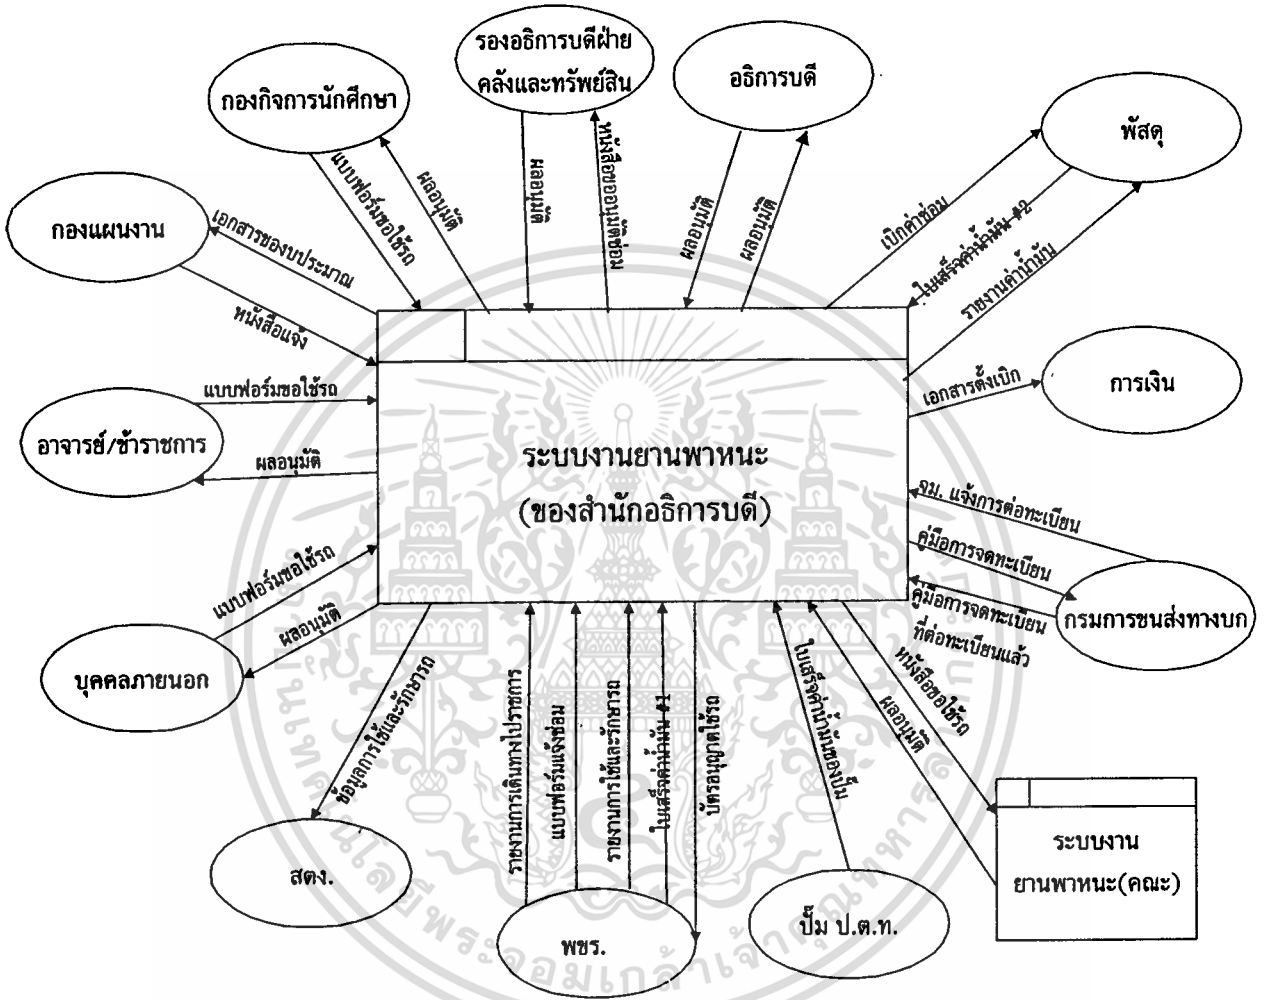 รองอธิการบดีฝ่าย
คลังและทรัพย์สิน
อธิการบดี
กองกิจการนักศึกษา
พัสดุ
กองแผนงาน
เอกสารของบประมาณ
หนังสือแจ้ง
แบบฟอร์มขอใช้รถ
ผลอนุมัติ
ผลอนุมัติ
หนังสือขออนุมัติซ่อม
ผลอนุมัติ
ผลอนุมัติ
เบิกค่าซ่อม
ใบเสร็จค่าน้ำมัน #2
รายงานค่าน้ำมัน
การเงิน
เอกสารตั้งเบิก
แบบฟอร์มขอใช้รถ
อาจารย์/ข้าราชการ
ผลอนุมัติ
ระบบงานยานพาหนะ
(ของสำนักอธิการบดี)
จม. แจ้งการต่อทะเบียน
คู่มือการจดทะเบียน
คู่มือการจดทะเบียน
ที่ต่อทะเบียนแล้ว
กรมการขนส่งทางบก
แบบฟอร์มขอใช้รถ
ผลอนุมัติ
บุคคลภายนอก
ข้อมูลการใช้และรักษารถ
รายงานการเดินทางไปราชการ
แบบฟอร์มแจ้งซ่อม
รายงานการใช้และรักษารถ
ใบเสร็จค่าน้ำมัน #1
บัตรอนุญาตใช้รถ
ใบเสร็จค่าน้ำมันของปั๊ม
ผลอนุมัติ
หนังสือขอใช้รถ
สตง.
พขร.
ปั๊ม ป.ต.ท.
ระบบงาน
ยานพาหนะ(คณะ)